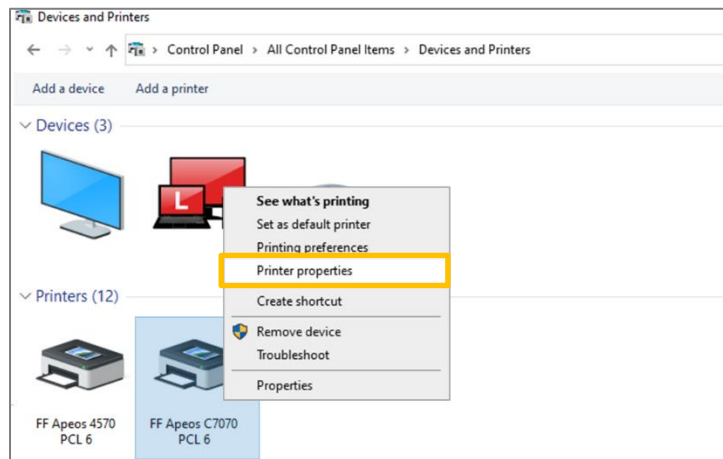 Devices and Printers
Control Panel > All Control Panel Items > Devices and Printers
Add a device Add a printer
Devices (3)
L
See what's printing
Set as default printer
Printing preferences
Printer properties
Create shortcut
Remove device
Troubleshoot
Properties
Printers (12)
FF Apeos 4570
PCL 6
FF Apeos C7070
PCL 6